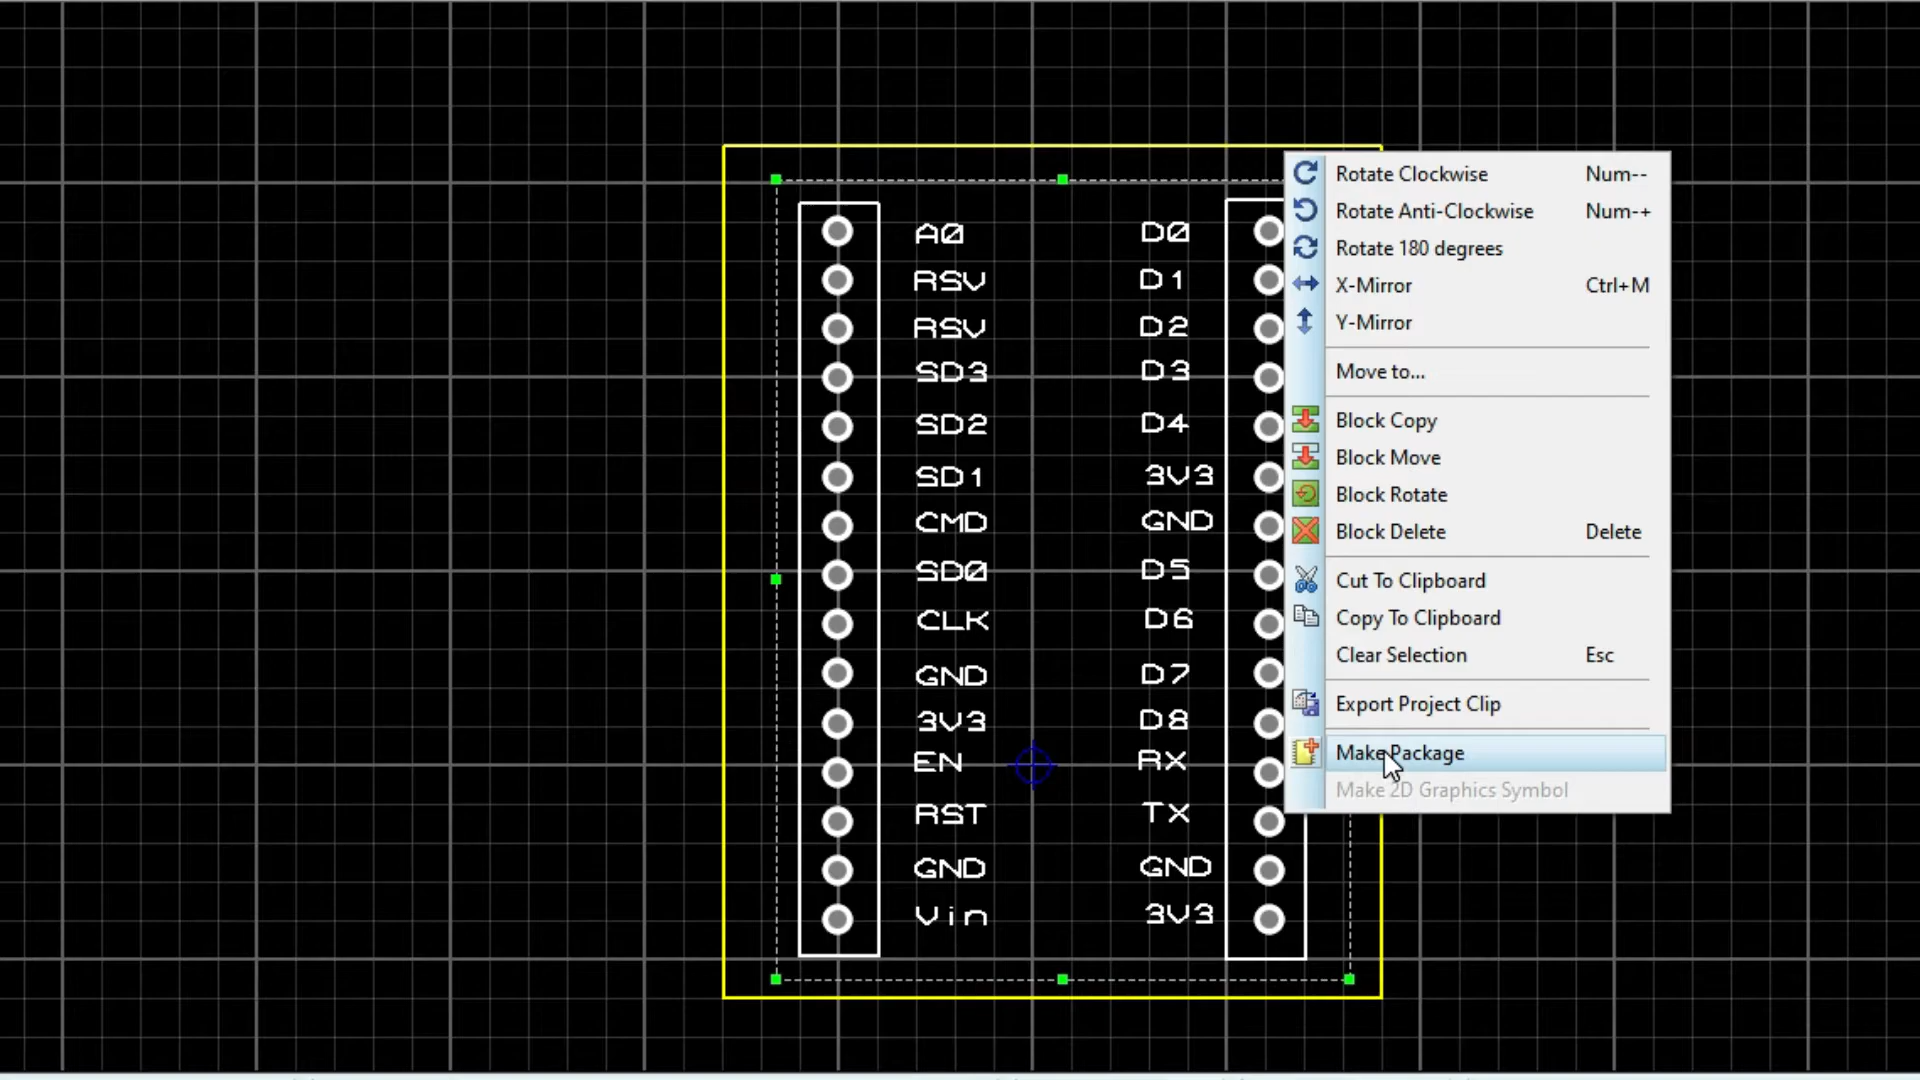 A0
RSV
RSV
SD3
SD2
SD1
CMD
SD0
CLK
GND
3V3
EN
RST
GND
Vin
D0
D1
D2
D3
D4
3V3
GND
D5
D6
D7
D8
RX
TX
GND
3V3
Rotate Clockwise Num--
Rotate Anti-Clockwise Num-+
Rotate 180 degrees
X-Mirror Ctrl+M
Y-Mirror
Move to...
Block Copy
Block Move
Block Rotate
Block Delete Delete
Cut To Clipboard
Copy To Clipboard
Clear Selection Esc
Export Project Clip
Make Package
Make 2D Graphics Symbol